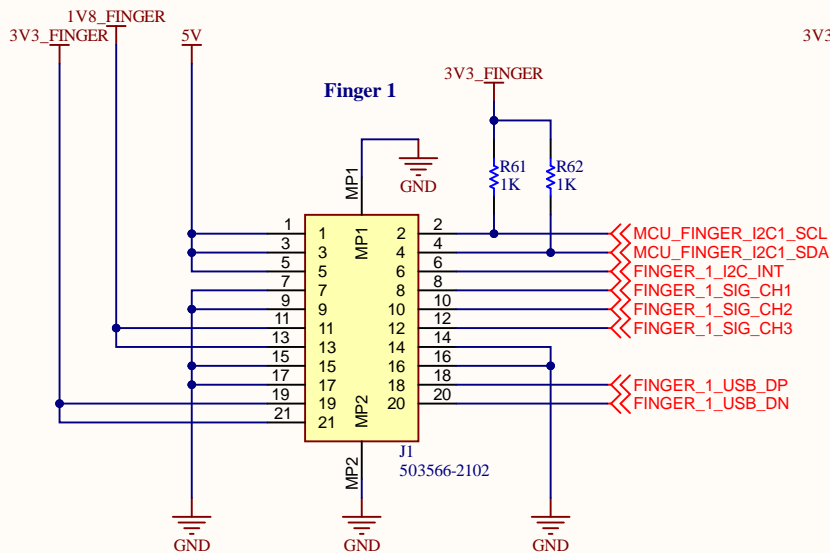 1V8_FINGER
3V3_FINGER
5V
3V3
3V3_FINGER
Finger 1
R61
1K
R62
1K
GND
MP1
MP1
1 1 2 2 MCU_FINGER_I2C1_SCL
3 3 4 4 MCU_FINGER_I2C1_SDA
5 5 6 6 FINGER_1_I2C_INT
7 7 8 8 FINGER_1_SIG_CH1
9 9 10 10 FINGER_1_SIG_CH2
11 11 12 12 FINGER_1_SIG_CH3
13 13 14 14
15 15 16 16
17 17 18 18 FINGER_1_USB_DP
19 19 20 20 FINGER_1_USB_DN
21 21
MP2
MP2
J1
503566-2102
GND
GND
GND